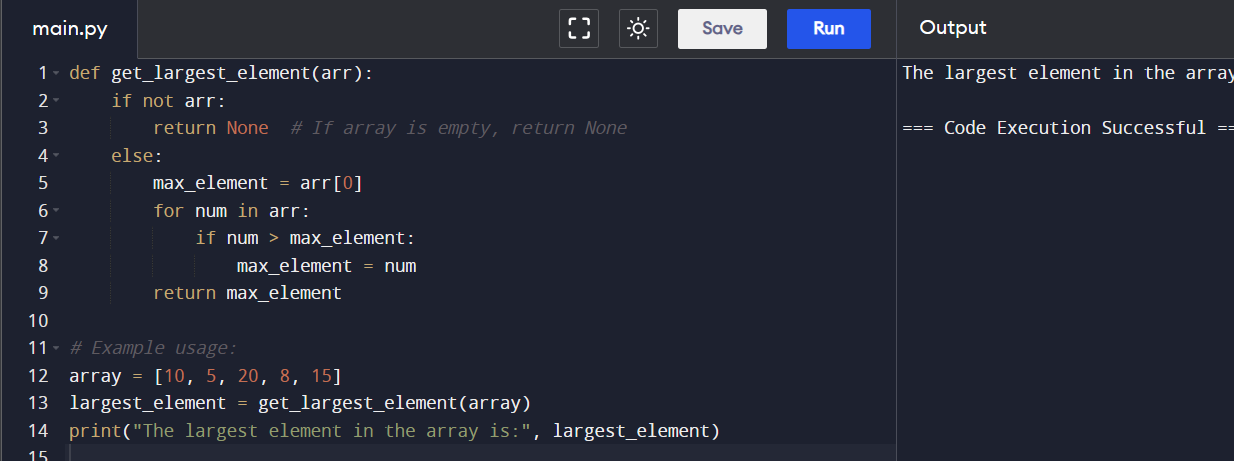 main.py Save Run Output
1 def get_largest_element(arr):
2     if not arr:
3         return None  # If array is empty, return None
4     else:
5         max_element = arr[0]
6         for num in arr:
7             if num > max_element:
8                 max_element = num
9         return max_element
10
11 # Example usage:
12 array = [10, 5, 20, 8, 15]
13 largest_element = get_largest_element(array)
14 print("The largest element in the array is:", largest_element)
15
The largest element in the array
=== Code Execution Successful ==